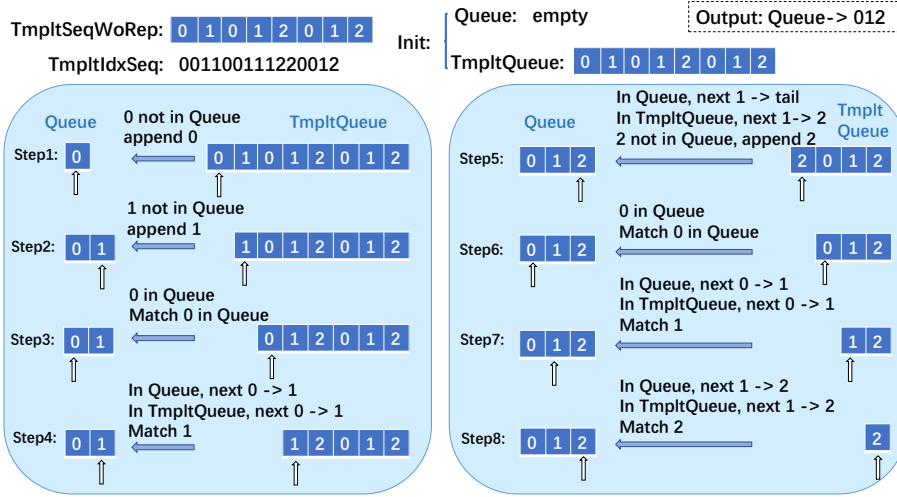 TmpltSeqWoRep: 0 1 0 1 2 0 1 2
TmpltIdxSeq: 001100111220012
Init:
Queue: empty
TmpltQueue: 0 1 0 1 2 0 1 2
Output: Queue-> 012
Queue
TmpltQueue
0 not in Queue
append 0
Step1: 0
0 1 0 1 2 0 1 2
1 not in Queue
append 1
Step2: 0 1
1 0 1 2 0 1 2
0 in Queue
Match 0 in Queue
Step3: 0 1
0 1 2 0 1 2
In Queue, next 0 -> 1
In TmpltQueue, next 0 -> 1
Match 1
Step4: 0 1
1 2 0 1 2
Queue
Tmplt
Queue
In Queue, next 1 -> tail
In TmpltQueue, next 1-> 2
2 not in Queue, append 2
Step5: 0 1 2
2 0 1 2
0 in Queue
Match 0 in Queue
Step6: 0 1 2
0 1 2
In Queue, next 0 -> 1
In TmpltQueue, next 0 -> 1
Match 1
Step7: 0 1 2
1 2
In Queue, next 1 -> 2
In TmpltQueue, next 1 -> 2
Match 2
Step8: 0 1 2
2